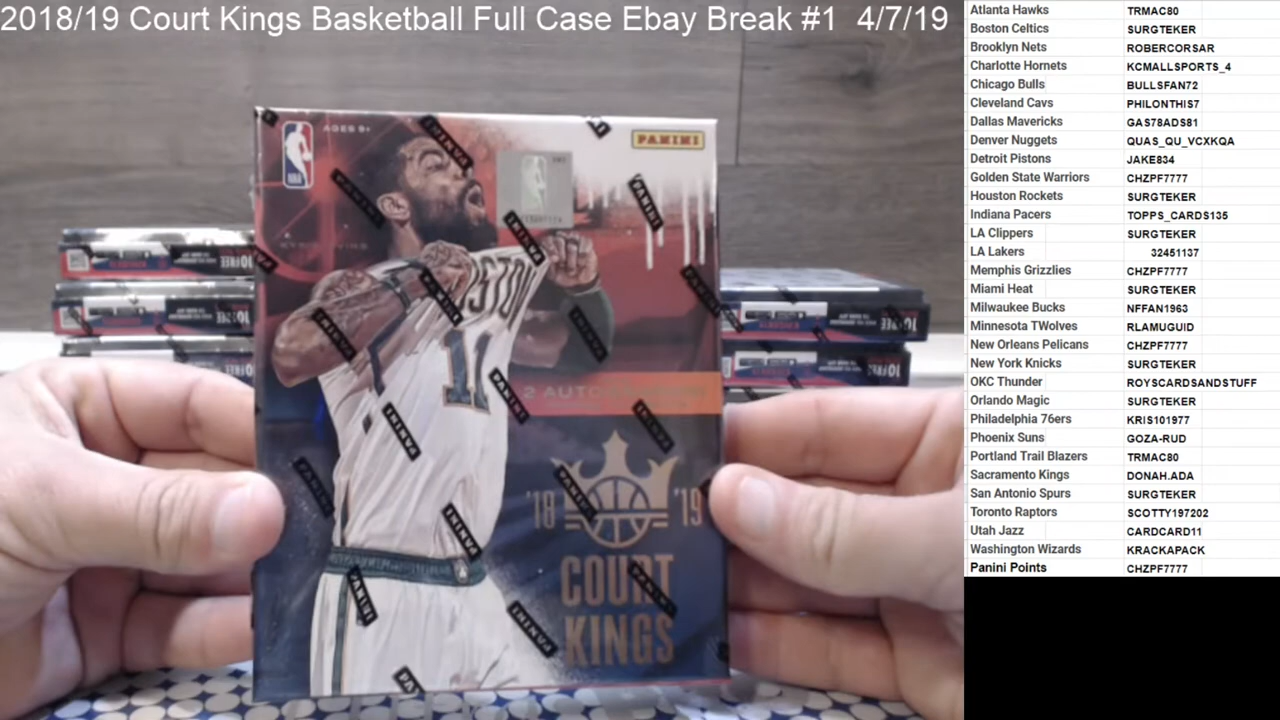 2018/19 Court Kings Basketball Full Case Ebay Break #1 4/7/19
Atlanta Hawks TRMAC80
Boston Celtics SURGTEKER
Brooklyn Nets ROBERCORSAR
Charlotte Hornets KCMALLSPORTS_4
Chicago Bulls BULLSFAN72
Cleveland Cavs PHILONTHIS7
Dallas Mavericks GAS78ADS81
Denver Nuggets QUAS_QU_VCXKQA
Detroit Pistons JAKE834
Golden State Warriors CHZPF7777
Houston Rockets SURGTEKER
Indiana Pacers TOPPS_CARDS135
LA Clippers SURGTEKER
LA Lakers 32451137
Memphis Grizzlies CHZPF7777
Miami Heat SURGTEKER
Milwaukee Bucks NFFAN1963
Minnesota TWolves RLAMUGUID
New Orleans Pelicans CHZPF7777
New York Knicks SURGTEKER
OKC Thunder ROYSCARDSANDSTUFF
Orlando Magic SURGTEKER
Philadelphia 76ers KRIS101977
Phoenix Suns GOZA-RUD
Portland Trail Blazers TRMAC80
Sacramento Kings DONAH.ADA
San Antonio Spurs SURGTEKER
Toronto Raptors SCOTTY197202
Utah Jazz CARDCARD11
Washington Wizards KRACKAPACK
Panini Points CHZPF7777
NBA
AGES 9+
PANINI
11
2 AUTO
'18 '19
COURT
KINGS